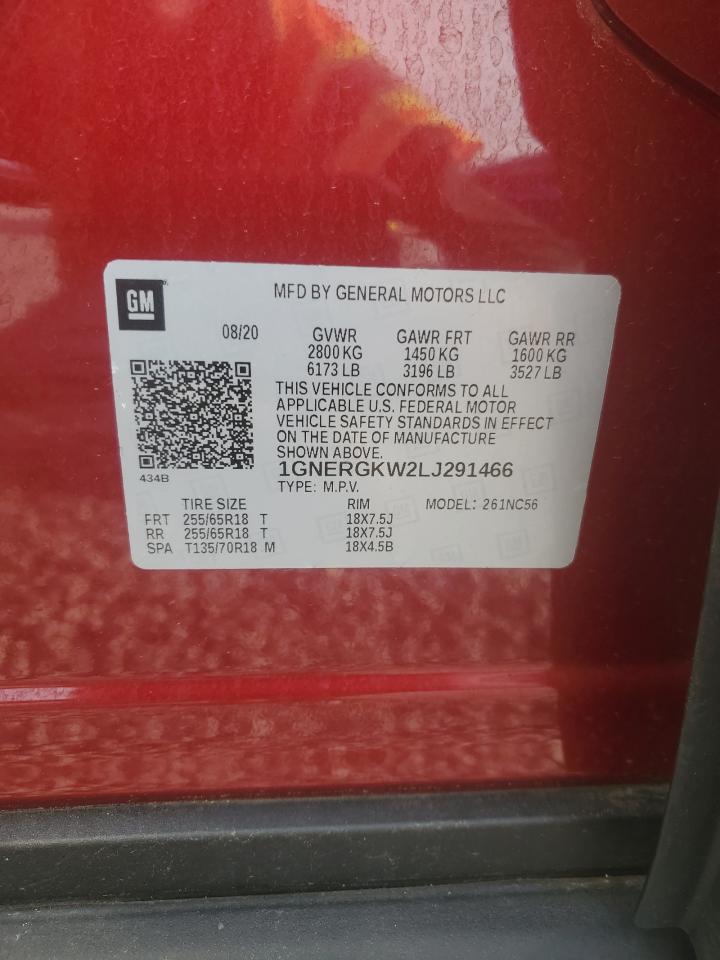 GM
MFD BY GENERAL MOTORS LLC
08/20 GVWR GAWR FRT GAWR RR
2800 KG 1450 KG 1600 KG
6173 LB 3196 LB 3527 LB
THIS VEHICLE CONFORMS TO ALL
APPLICABLE U.S. FEDERAL MOTOR
VEHICLE SAFETY STANDARDS IN EFFECT
ON THE DATE OF MANUFACTURE
SHOWN ABOVE.
434B
1GNERGKW2LJ291466
TYPE: M.P.V.
TIRE SIZE RIM MODEL: 261NC56
FRT 255/65R18 T 18X7.5J
RR 255/65R18 T 18X7.5J
SPA T135/70R18 M 18X4.5B